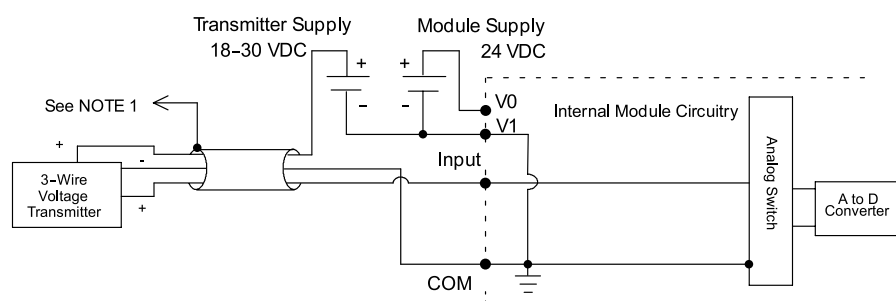 Transmitter Supply
18–30 VDC
Module Supply
24 VDC
+
+
–
–
See NOTE 1
V0
V1
Internal Module Circuitry
+
-
3–Wire
Voltage
Transmitter
+
Input
Analog Switch
A to D
Converter
COM